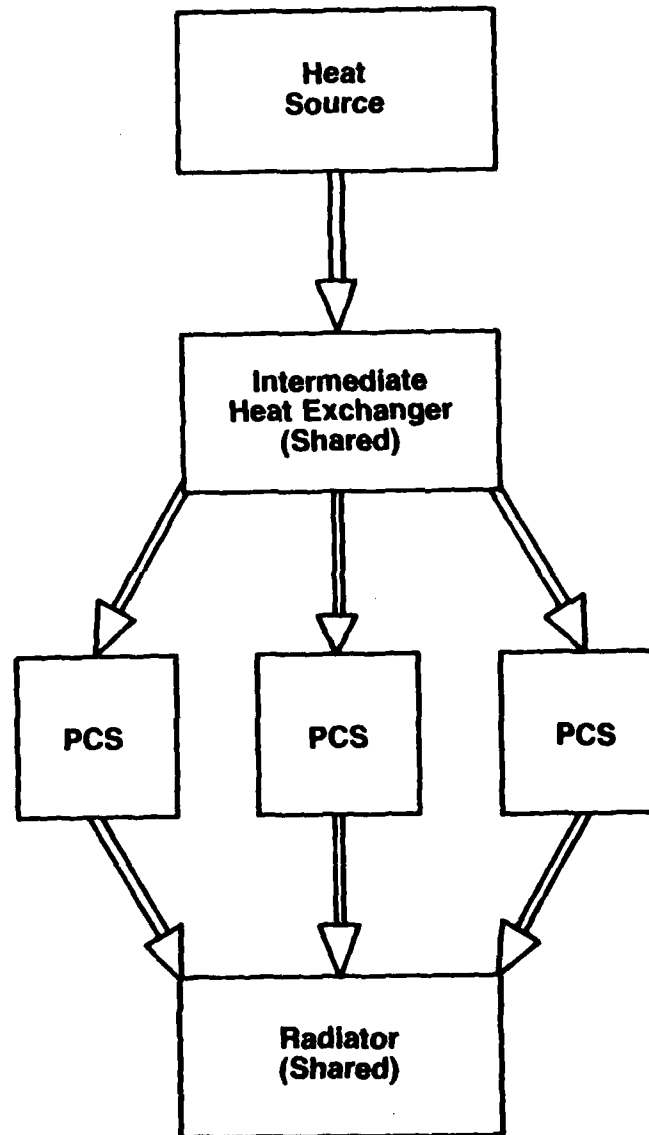 Heat
Source
Intermediate
Heat Exchanger
(Shared)
PCS
PCS
PCS
Radiator
(Shared)